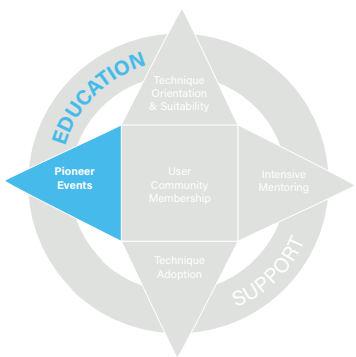 EDUCATION
Technique
Orientation
& Suitability
Pioneer
Events
User
Community
Membership
Intensive
Mentoring
Technique
Adoption
SUPPORT